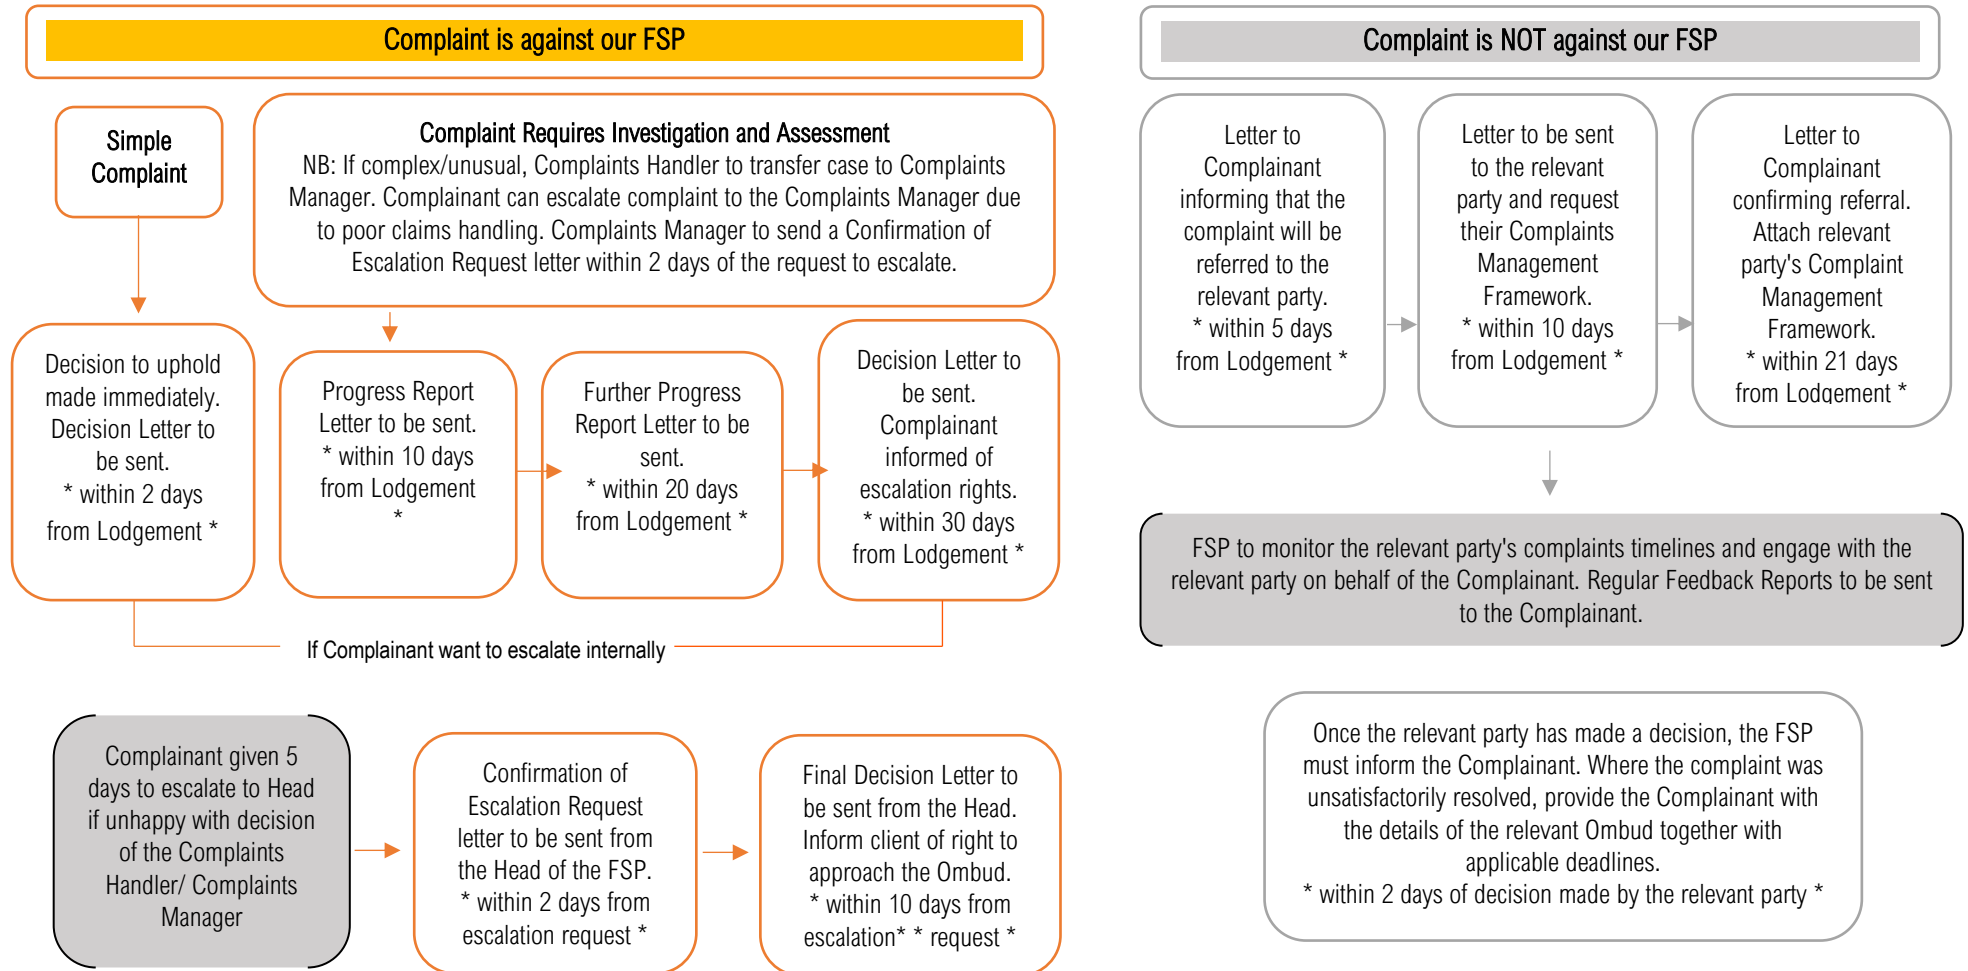 Complaint is against our FSP
Simple
Complaint
Complaint Requires Investigation and Assessment
NB: If complex/unusual, Complaints Handler to transfer case to Complaints
Manager. Complainant can escalate complaint to the Complaints Manager due
to poor claims handling. Complaints Manager to send a Confirmation of
Escalation Request letter within 2 days of the request to escalate.
Decision to uphold
made immediately.
Decision Letter to
be sent.
* within 2 days
from Lodgement *
Progress Report
Letter to be sent.
* within 10 days
from Lodgement
*
Further Progress
Report Letter to be
sent.
* within 20 days
from Lodgement *
Decision Letter to
be sent.
Complainant
informed of
escalation rights.
* within 30 days
from Lodgement *
If Complainant want to escalate internally
Complainant given 5
days to escalate to Head
if unhappy with decision
of the Complaints
Handler/ Complaints
Manager
Confirmation of
Escalation Request
letter to be sent from
the Head of the FSP.
* within 2 days from
escalation request *
Final Decision Letter to
be sent from the Head.
Inform client of right to
approach the Ombud.
* within 10 days from
escalation* * request *
Complaint is NOT against our FSP
Letter to
Complainant
informing that the
complaint will be
referred to the
relevant party.
* within 5 days
from Lodgement *
Letter to be sent
to the relevant
party and request
their Complaints
Management
Framework.
* within 10 days
from Lodgement *
Letter to
Complainant
confirming referral.
Attach relevant
party's Complaint
Management
Framework.
* within 21 days
from Lodgement *
FSP to monitor the relevant party's complaints timelines and engage with the
relevant party on behalf of the Complainant. Regular Feedback Reports to be sent
to the Complainant.
Once the relevant party has made a decision, the FSP
must inform the Complainant. Where the complaint was
unsatisfactorily resolved, provide the Complainant with
the details of the relevant Ombud together with
applicable deadlines.
* within 2 days of decision made by the relevant party *